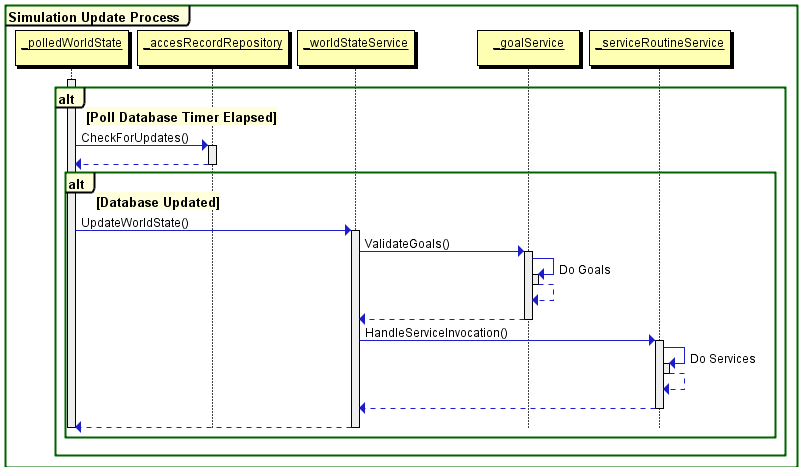 Simulation Update Process
_polledWorldState
_accesRecordRepository
_worldStateService
_goalService
_serviceRoutineService
alt
[Poll Database Timer Elapsed]
CheckForUpdates()
alt
[Database Updated]
UpdateWorldState()
ValidateGoals()
Do Goals
HandleServiceInvocation()
Do Services